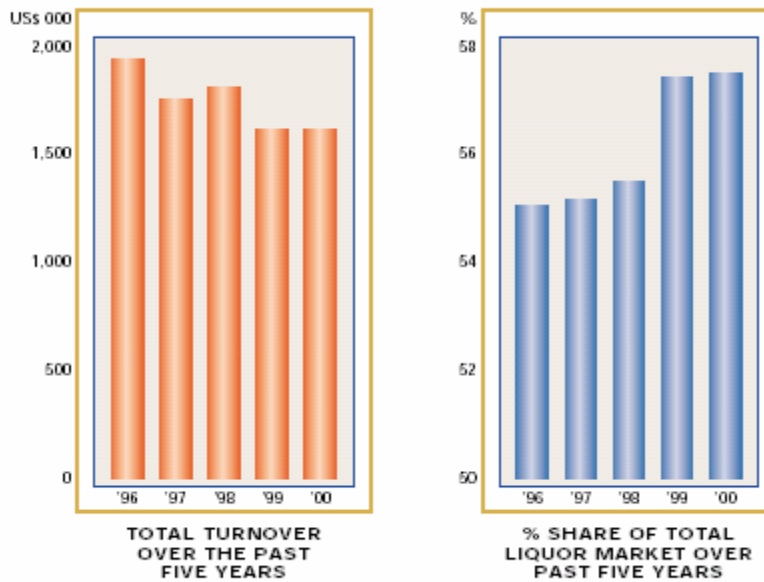 US$ 000
2,000
1,500
1,000
500
0
'96 '97 '98 '99 '00
TOTAL TURNOVER
OVER THE PAST
FIVE YEARS
%
58
56
54
52
50
'96 '97 '98 '99 '00
% SHARE OF TOTAL
LIQUOR MARKET OVER
PAST FIVE YEARS